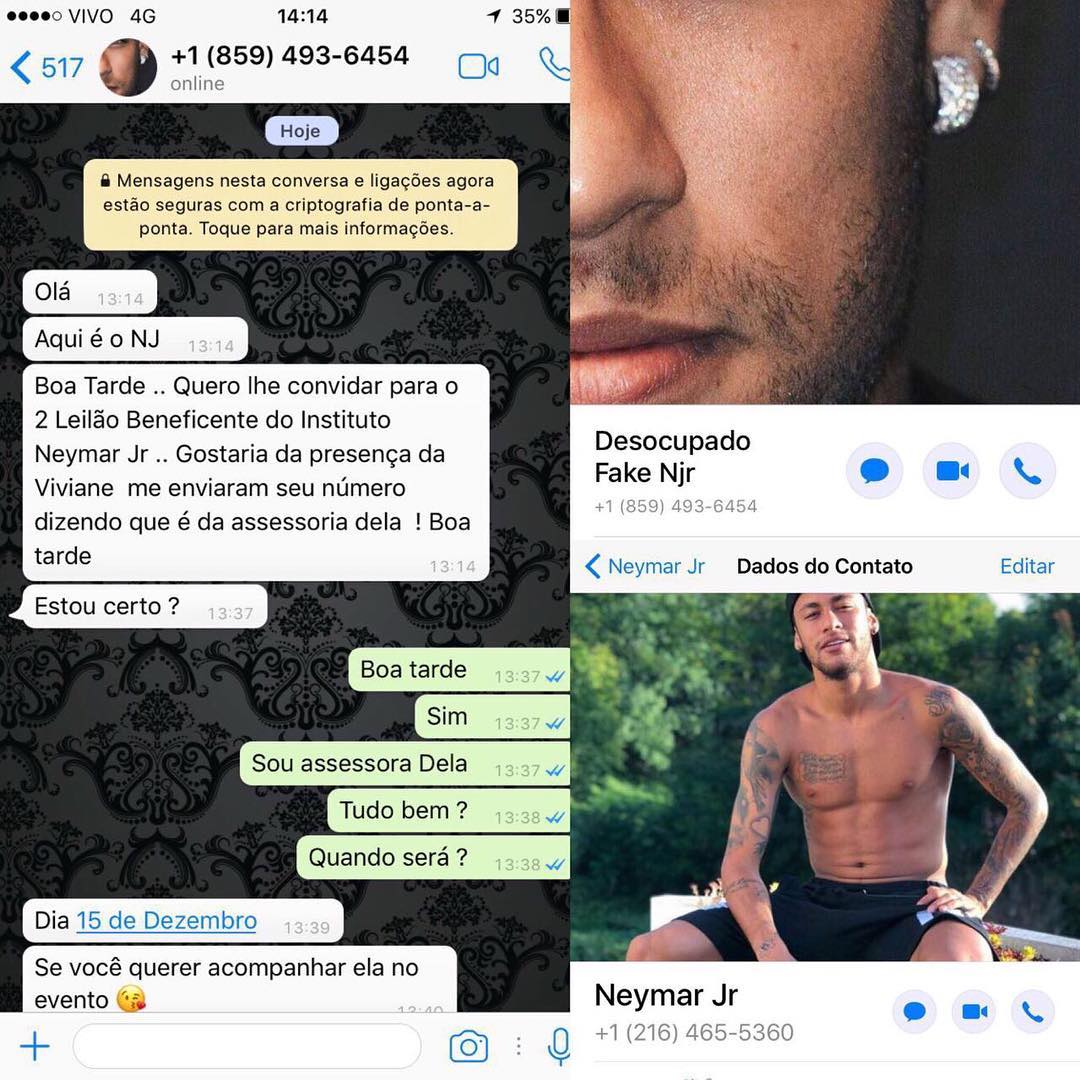 VIVO 4G 14:14 35%
517 +1 (859) 493-6454
online
Hoje
Mensagens nesta conversa e ligações agora
estão seguras com a criptografia de ponta-a-
ponta. Toque para mais informações.
Olá 13:14
Aqui é o NJ 13:14
Boa Tarde .. Quero lhe convidar para o
2 Leilão Beneficente do Instituto
Neymar Jr .. Gostaria da presença da
Viviane me enviaram seu número
dizendo que é da assessoria dela ! Boa
tarde 13:14
Estou certo ? 13:37
Boa tarde 13:37
Sim 13:37
Sou assessora Dela 13:37
Tudo bem ? 13:38
Quando será ? 13:38
Dia 15 de Dezembro 13:39
Se você querer acompanhar ela no
evento 😘 13:40
Desocupado
Fake Njr
+1 (859) 493-6454
Neymar Jr Dados do Contato Editar
Neymar Jr
+1 (216) 465-5360